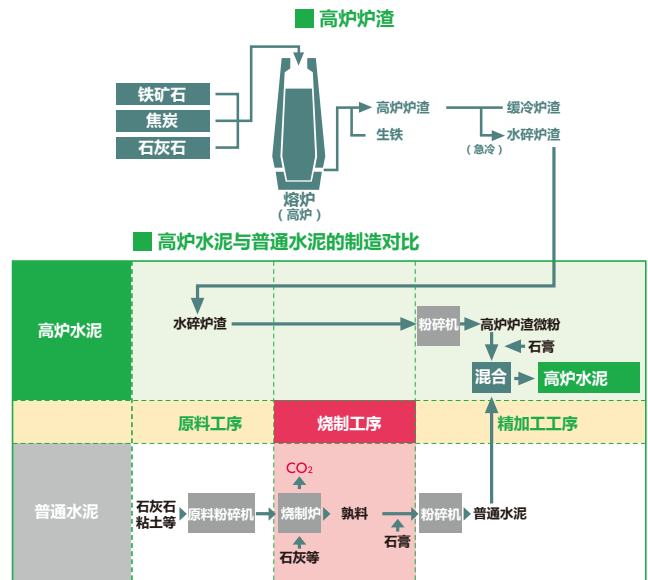 高炉炉渣
铁矿石
焦炭
石灰石
熔炉
（高炉）
高炉炉渣
生铁
缓冷炉渣
水碎炉渣
（急冷）
高炉水泥与普通水泥的制造对比
高炉水泥
水碎炉渣
粉碎机
高炉炉渣微粉
石膏
混合
高炉水泥
原料工序
烧制工序
精加工工序
普通水泥
石灰石
粘土等
原料粉碎机
CO₂
烧制炉
石灰等
孰料
石膏
粉碎机
普通水泥